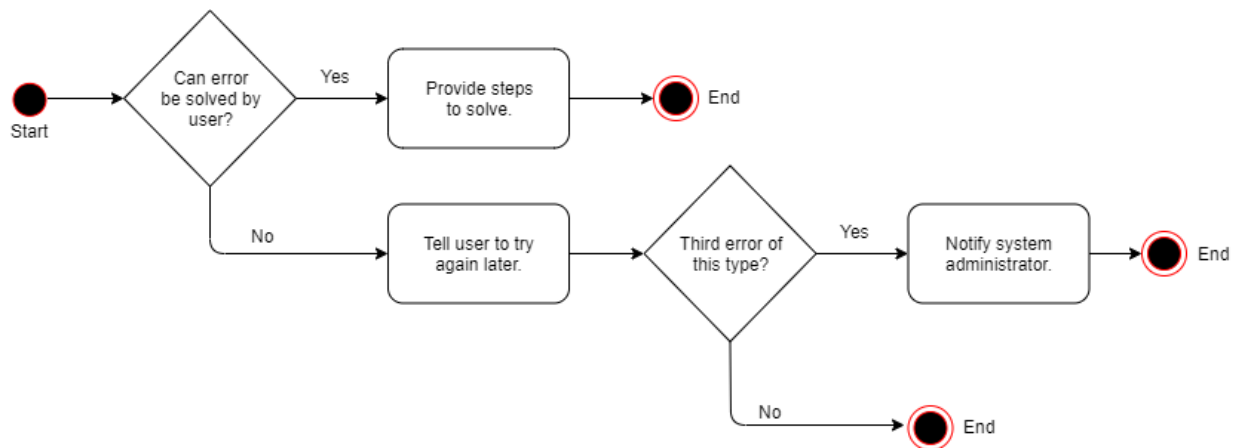 Can error
be solved by
user?
Yes
Provide steps
to solve.
End
Start
No
Tell user to try
again later.
Third error of
this type?
Yes
Notify system
administrator.
End
No
End